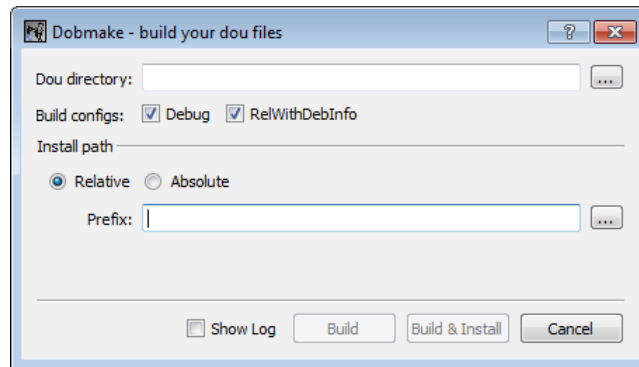 Dobmake - build your dou files
Dou directory: ...
Build configs: Debug RelWithDebInfo
Install path
Relative Absolute
Prefix: ...
Show Log Build Build & Install Cancel